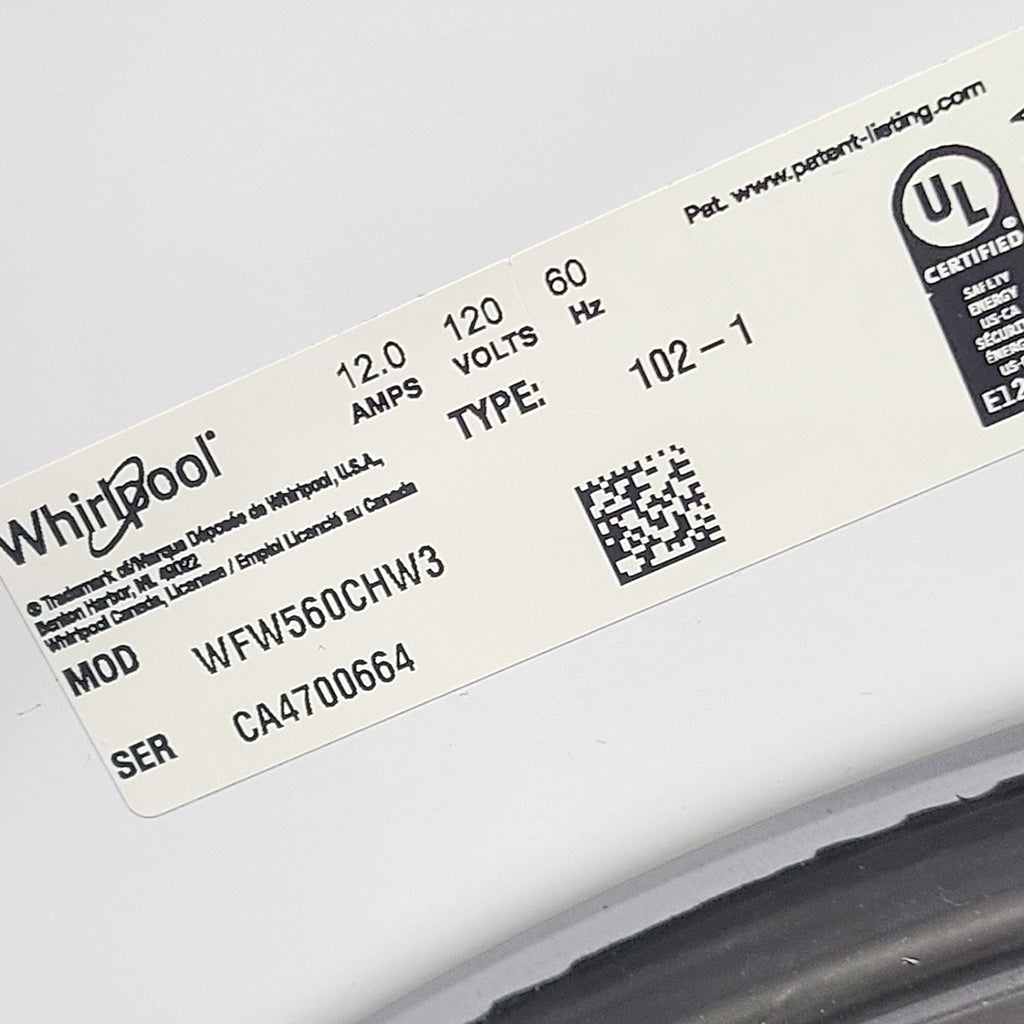 Pat. www.patent-listing.com
Whirlpool
12.0 AMPS
120 VOLTS
60 Hz
TYPE: 102-1
® Trademark of/Marque Déposée de Whirlpool, U.S.A.,
Benton Harbor, MI. 49022
Whirlpool Canada, Licensee / Emploi Licencié au Canada
MOD WFW560CHW3
SER CA4700664
UL
CERTIFIED
SAFETY
ENERGY
US-CA
E12